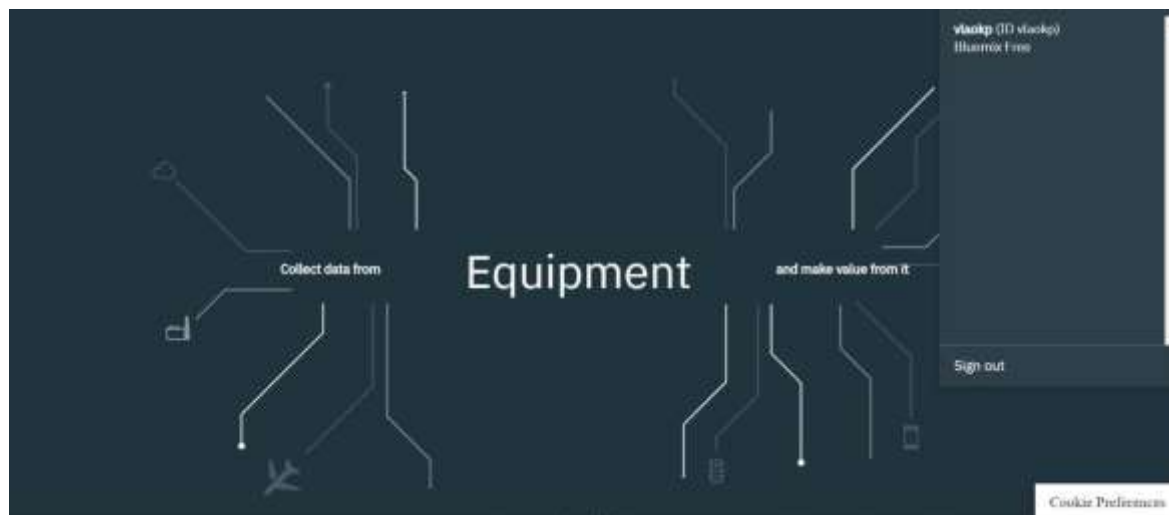 vlaokp (ID vlaokp)
Bluemix Free
Collect data from
Equipment
and make value from it
Sign out
Cookie Preferences